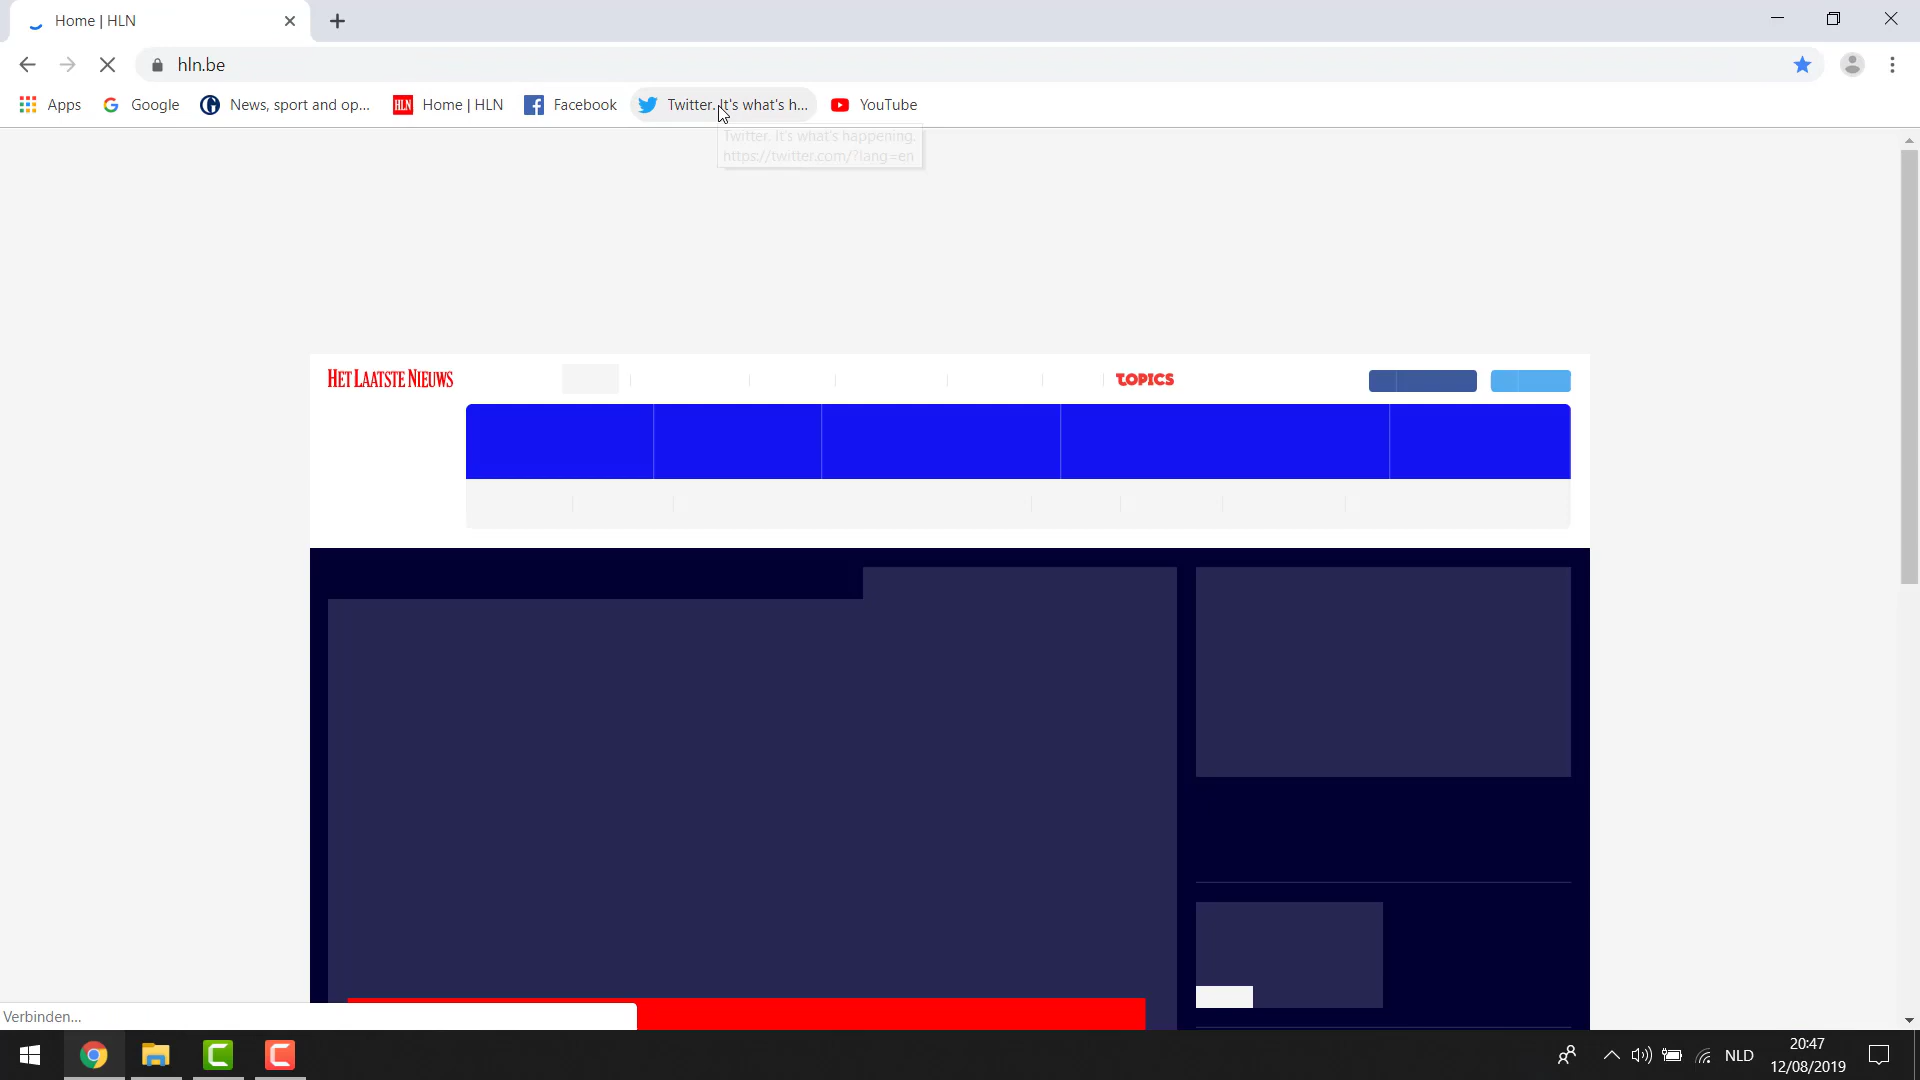 Home | HLN
hln.be
Apps Google News, sport and op... Home | HLN Facebook Twitter. It's what's h... YouTube
Twitter. It's what's happening.
https://twitter.com/?lang=en
HET LAATSTE NIEUWS TOPICS
Verbinden...
NLD
20:47
12/08/2019